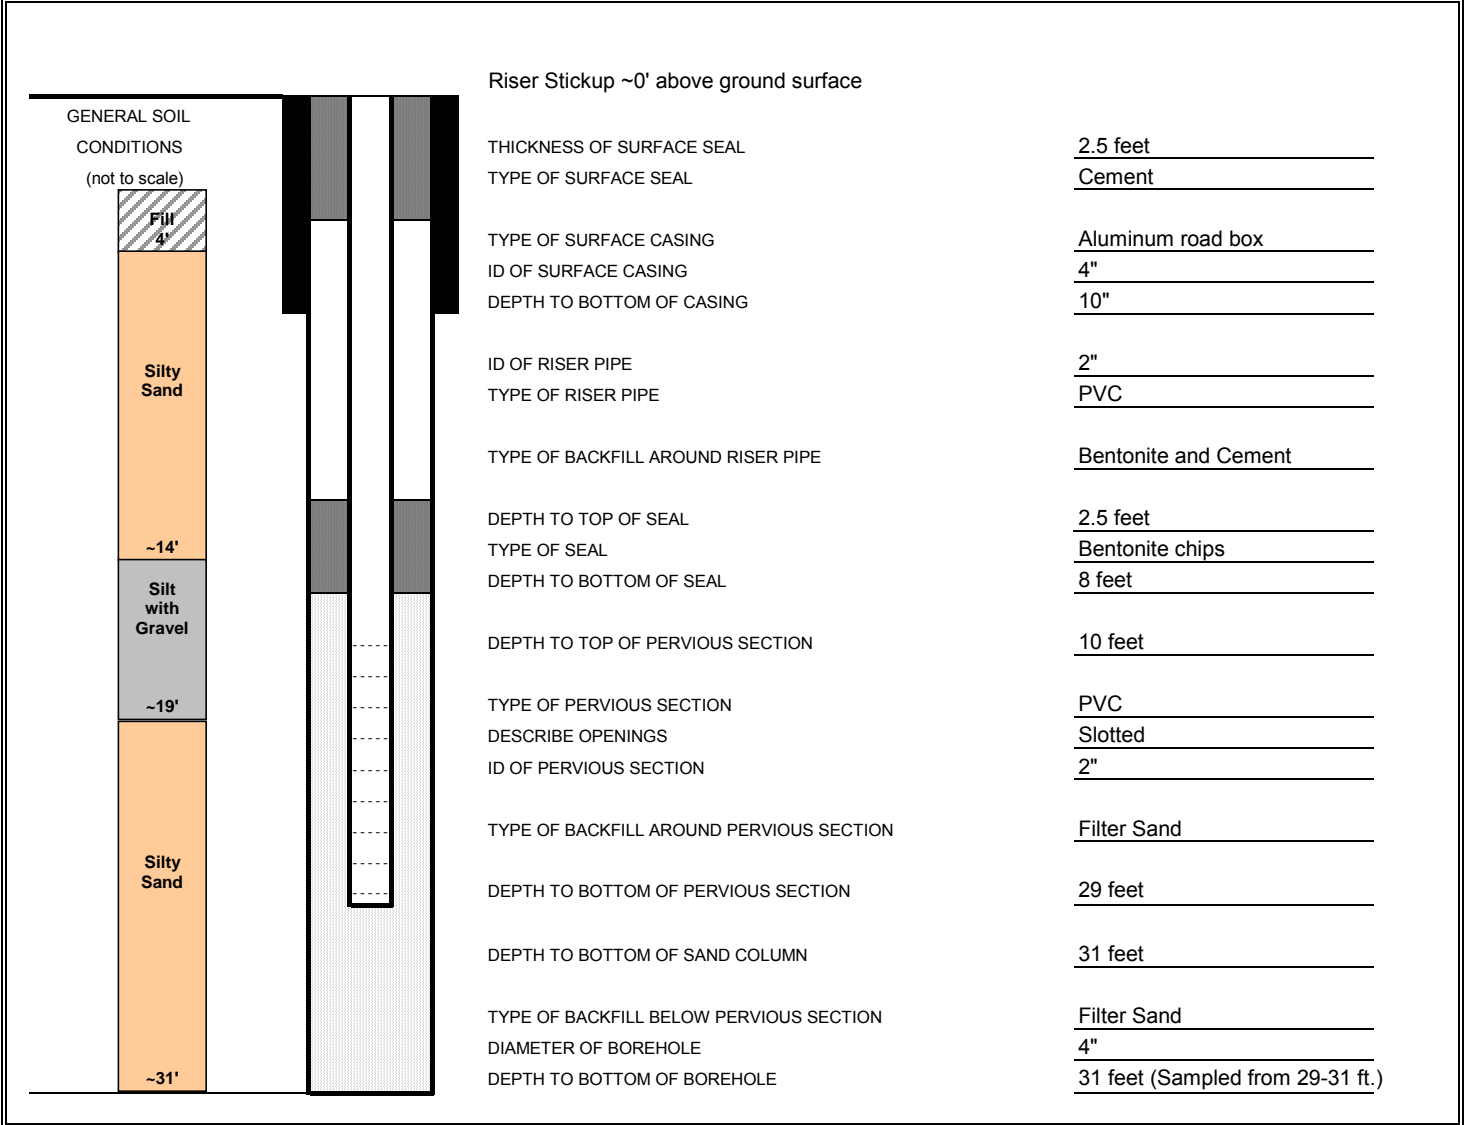 Riser Stickup ~0' above ground surface
GENERAL SOIL
CONDITIONS
(not to scale)
Fill
4'
Silty
Sand
~14'
Silt
with
Gravel
~19'
Silty
Sand
~31'
THICKNESS OF SURFACE SEAL 2.5 feet
TYPE OF SURFACE SEAL Cement
TYPE OF SURFACE CASING Aluminum road box
ID OF SURFACE CASING 4"
DEPTH TO BOTTOM OF CASING 10"
ID OF RISER PIPE 2"
TYPE OF RISER PIPE PVC
TYPE OF BACKFILL AROUND RISER PIPE Bentonite and Cement
DEPTH TO TOP OF SEAL 2.5 feet
TYPE OF SEAL Bentonite chips
DEPTH TO BOTTOM OF SEAL 8 feet
DEPTH TO TOP OF PERVIOUS SECTION 10 feet
TYPE OF PERVIOUS SECTION PVC
DESCRIBE OPENINGS Slotted
ID OF PERVIOUS SECTION 2"
TYPE OF BACKFILL AROUND PERVIOUS SECTION Filter Sand
DEPTH TO BOTTOM OF PERVIOUS SECTION 29 feet
DEPTH TO BOTTOM OF SAND COLUMN 31 feet
TYPE OF BACKFILL BELOW PERVIOUS SECTION Filter Sand
DIAMETER OF BOREHOLE 4"
DEPTH TO BOTTOM OF BOREHOLE 31 feet (Sampled from 29-31 ft.)